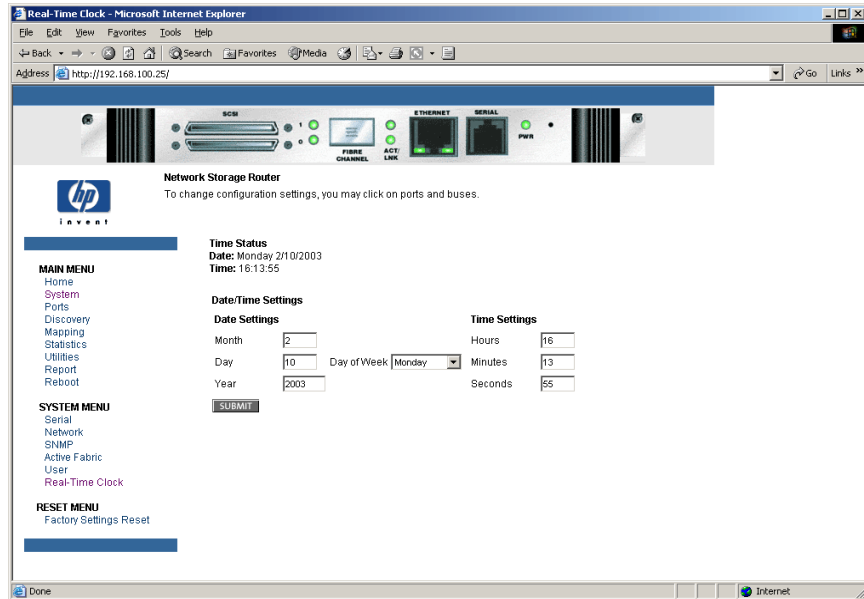 Real-Time Clock - Microsoft Internet Explorer
File Edit View Favorites Tools Help
Back Search Favorites Media
Address http://192.168.100.25/ Go Links »
SCSI ETHERNET SERIAL
1
0
FIBRE CHANNEL ACT/LNK PWR
hp
invent
Network Storage Router
To change configuration settings, you may click on ports and buses.
Time Status
Date: Monday 2/10/2003
Time: 16:13:55
MAIN MENU
Home
System
Ports
Discovery
Mapping
Statistics
Utilities
Report
Reboot
SYSTEM MENU
Serial
Network
SNMP
Active Fabric
User
Real-Time Clock
RESET MENU
Factory Settings Reset
Date/Time Settings
Date Settings Time Settings
Month 2 Hours 16
Day 10 Day of Week Monday Minutes 13
Year 2003 Seconds 55
SUBMIT
Done Internet